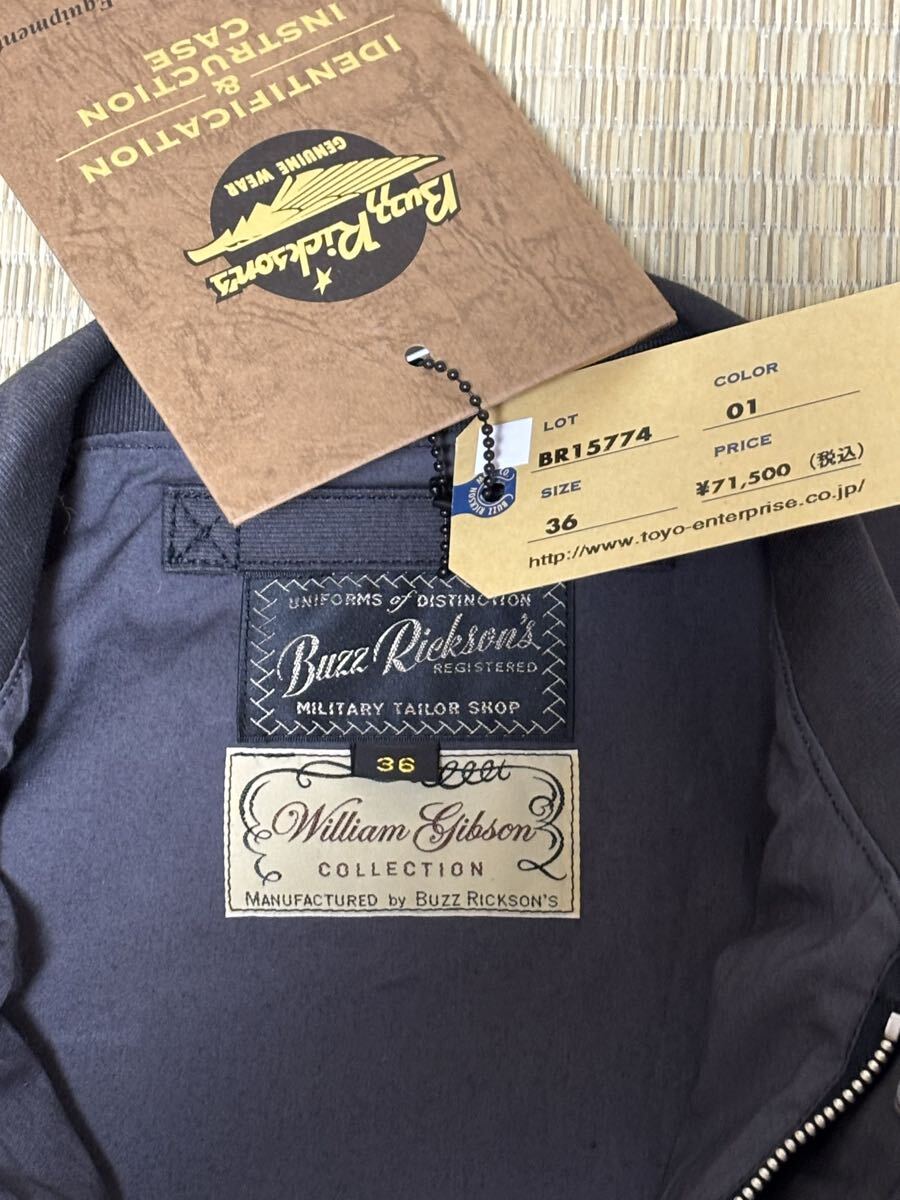 Equipment
IDENTIFICATION
&
INSTRUCTION
CASE
GENUINE WEAR
Buzz Rickson's
LOT
BR15774
COLOR
01
SIZE
36
PRICE
¥71,500 (税込)
http://www.toyo-enterprise.co.jp/
UNIFORMS of DISTINCTION
Buzz Rickson's
REGISTERED
MILITARY TAILOR SHOP
36
William Gibson
COLLECTION
MANUFACTURED by BUZZ RICKSON'S